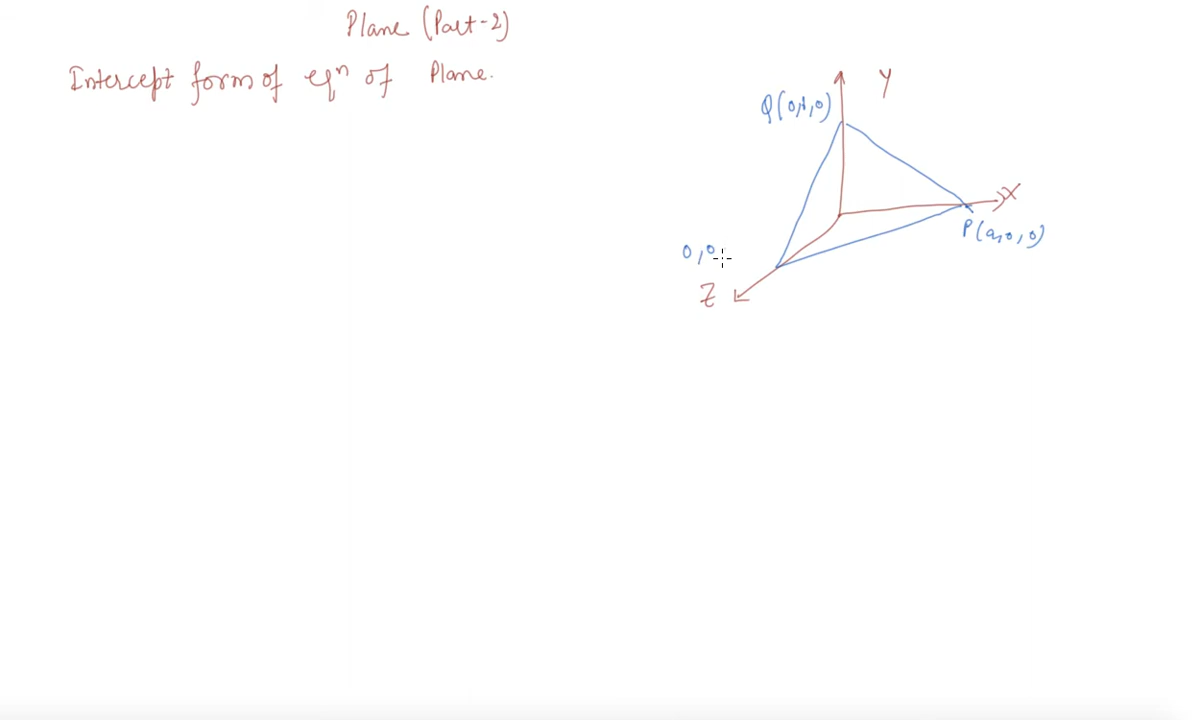 Plane (Part-2)
Intercept form of eqⁿ of Plane.
Y
Q(0,b,0)
X
P(a,0,0)
0,0
Z